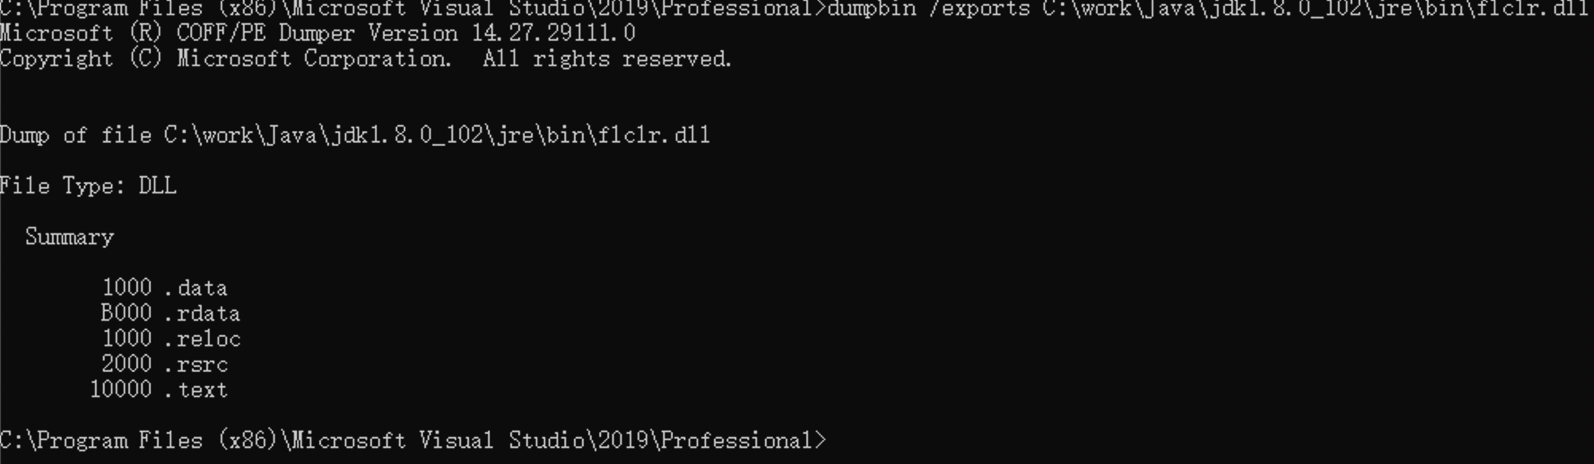 C:\Program Files (x86)\Microsoft Visual Studio\2019\Professional>dumpbin /exports C:\work\Java\jdk1.8.0_102\jre\bin\flclr.dll
Microsoft (R) COFF/PE Dumper Version 14.27.29111.0
Copyright (C) Microsoft Corporation.  All rights reserved.
Dump of file C:\work\Java\jdk1.8.0_102\jre\bin\flclr.dll
File Type: DLL
Summary
1000 .data
B000 .rdata
1000 .reloc
2000 .rsrc
10000 .text
C:\Program Files (x86)\Microsoft Visual Studio\2019\Professional>